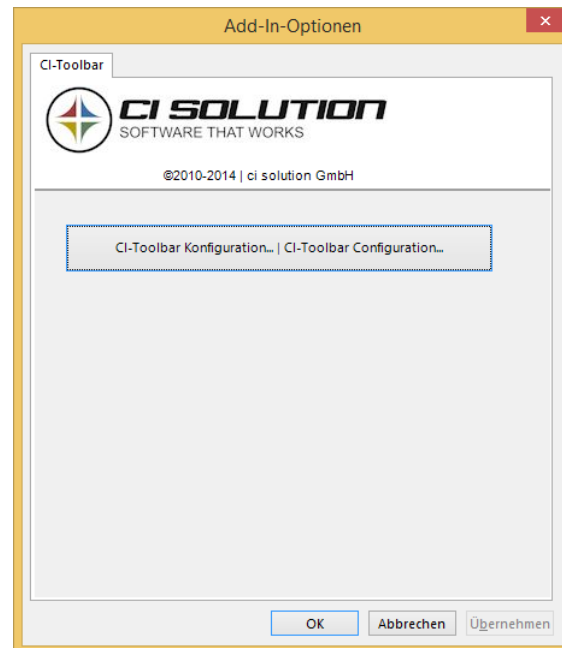 Add-In-Optionen
CI-Toolbar
CI SOLUTION
SOFTWARE THAT WORKS
©2010-2014 | ci solution GmbH
CI-Toolbar Konfiguration... | CI-Toolbar Configuration...
OK Abbrechen Übernehmen